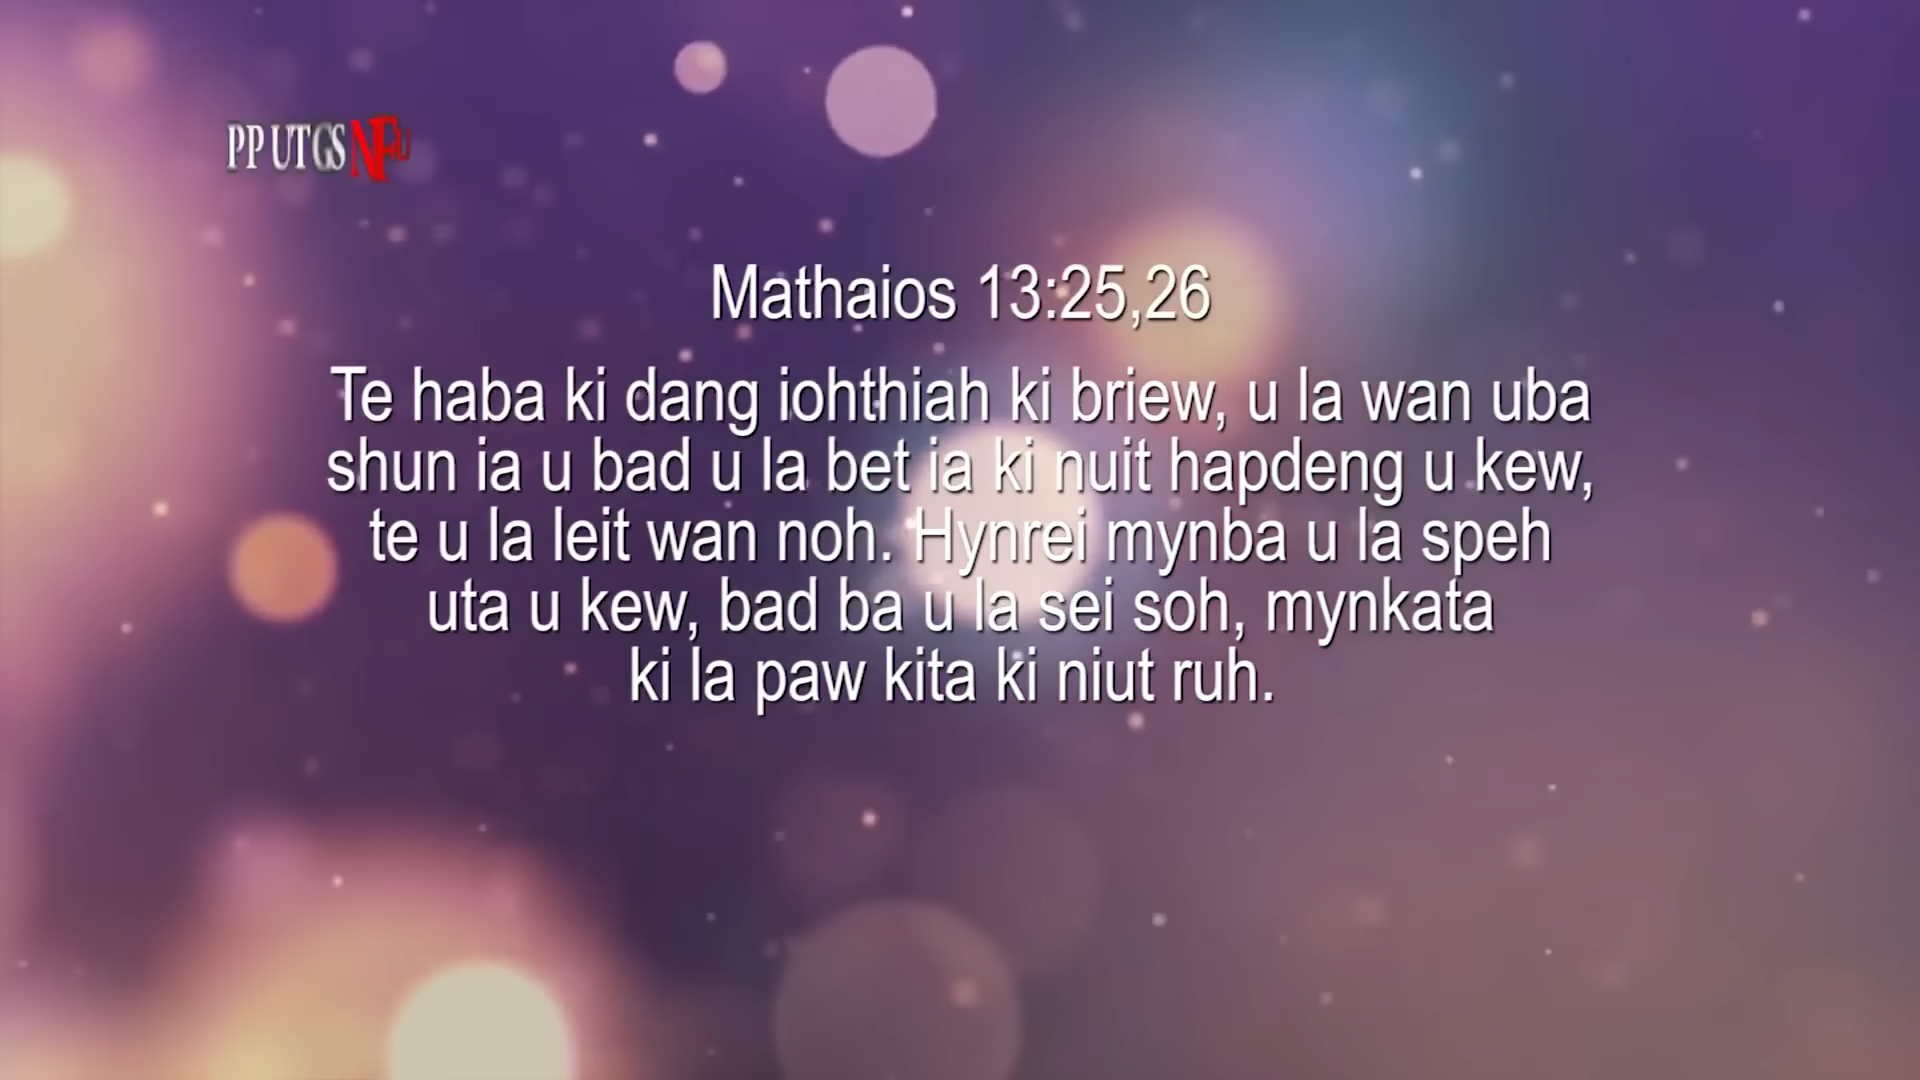 PP UTGS NFU
Mathaios 13:25,26
Te haba ki dang iohthiah ki briew, u la wan uba
shun ia u bad u la bet ia ki nuit hapdeng u kew,
te u la leit wan noh. Hynrei mynba u la speh
uta u kew, bad ba u la sei soh, mynkata
ki la paw kita ki niut ruh.